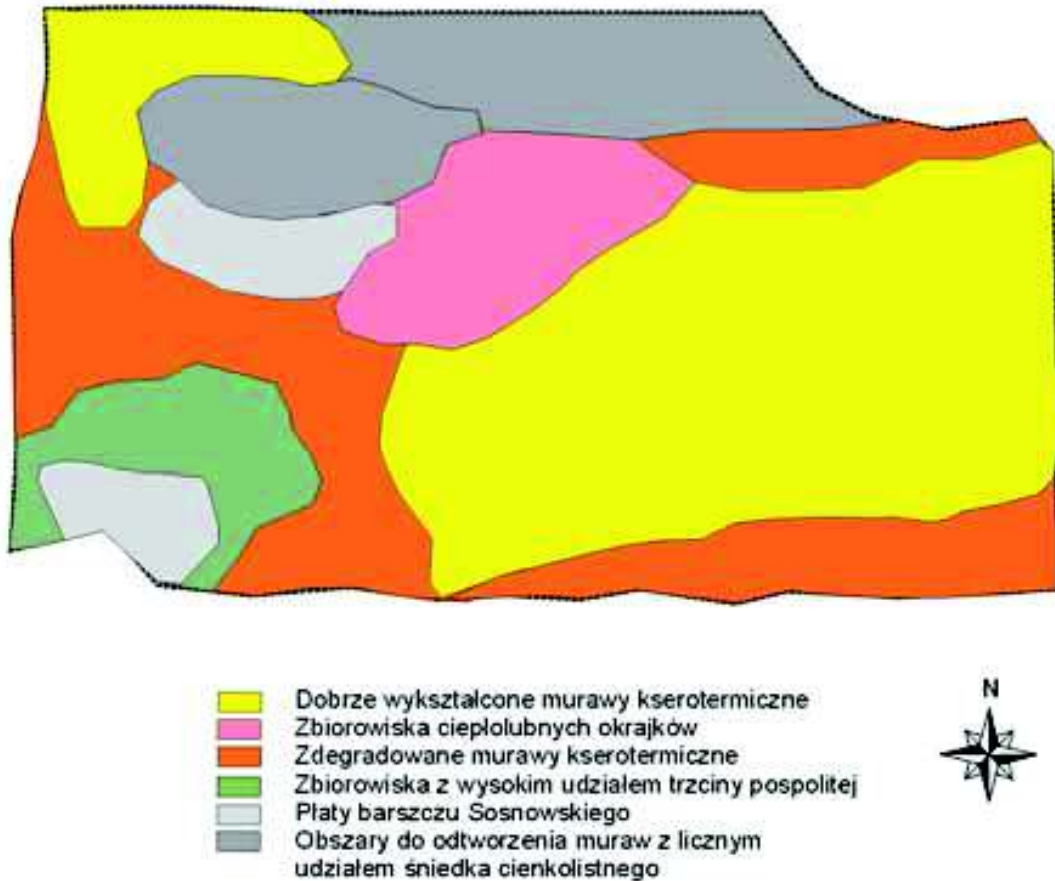 Dobrze wykształcone murawy kserotermiczne
Zbiorowiska ciepłolubnych okrajków
Zdegradowane murawy kserotermiczne
Zbiorowiska z wysokim udziałem trzciny pospolitej
Płaty barszczu Sosnowskiego
Obszary do odtworzenia muraw z licznym
udziałem śniedka cienkolistnego
N